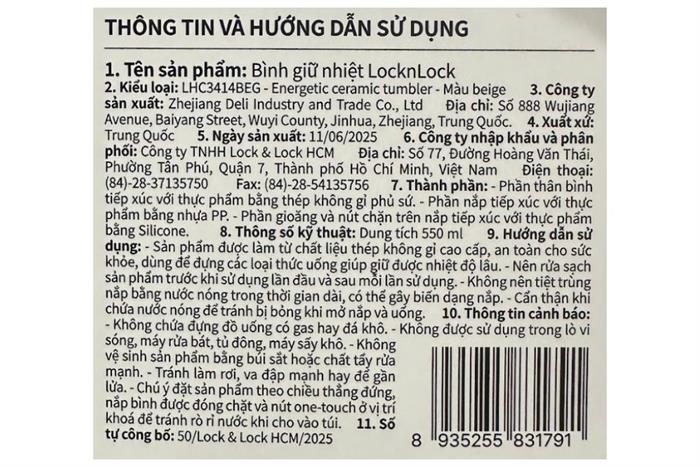 THÔNG TIN VÀ HƯỚNG DẪN SỬ DỤNG
1. Tên sản phẩm: Bình giữ nhiệt LocknLock
2. Kiểu loại: LHC3414BEG - Energetic ceramic tumbler - Màu beige 3. Công ty
sản xuất: Zhejiang Deli Industry and Trade Co., Ltd Địa chỉ: Số 888 Wujiang
Avenue, Baiyang Street, Wuyi County, Jinhua, Zhejiang, Trung Quốc. 4. Xuất xứ:
Trung Quốc 5. Ngày sản xuất: 11/06/2025 6. Công ty nhập khẩu và phân
phối: Công ty TNHH Lock & Lock HCM Địa chỉ: Số 77, Đường Hoàng Văn Thái,
Phường Tân Phú, Quận 7, Thành phố Hồ Chí Minh, Việt Nam Điện thoại:
(84)-28-37135750 Fax: (84)-28-54135756 7. Thành phần: - Phần thân bình
tiếp xúc với thực phẩm bằng thép không gỉ phủ sứ. - Phần nắp tiếp xúc với thực
phẩm bằng nhựa PP. - Phần gioăng và nút chặn trên nắp tiếp xúc với thực phẩm
bằng Silicone. 8. Thông số kỹ thuật: Dung tích 550 ml 9. Hướng dẫn sử
dụng: - Sản phẩm được làm từ chất liệu thép không gỉ cao cấp, an toàn cho sức
khỏe, dùng để đựng các loại thức uống giúp giữ được nhiệt độ lâu. - Nên rửa sạch
sản phẩm trước khi sử dụng lần đầu và sau mỗi lần sử dụng. - Không nên tiệt trùng
nắp bằng nước nóng trong thời gian dài, có thể gây biến dạng nắp. - Cẩn thận khi
chứa nước nóng để tránh bị bỏng khi mở nắp và uống. 10. Thông tin cảnh báo:
- Không chứa đựng đồ uống có gas hay đá khô. - Không được sử dụng trong lò vi
sóng, máy rửa bát, tủ đông, máy sấy khô. - Không
vệ sinh sản phẩm bằng búi sắt hoặc chất tẩy rửa
mạnh. - Tránh làm rơi, va đập mạnh hay để gần
lửa. - Chú ý đặt sản phẩm theo chiều thẳng đứng,
nắp bình được đóng chặt và nút one-touch ở vị trí
khoá để tránh rò rỉ nước khi cho vào túi. 11. Số
tự công bố: 50/Lock & Lock HCM/2025
8 935255 831791